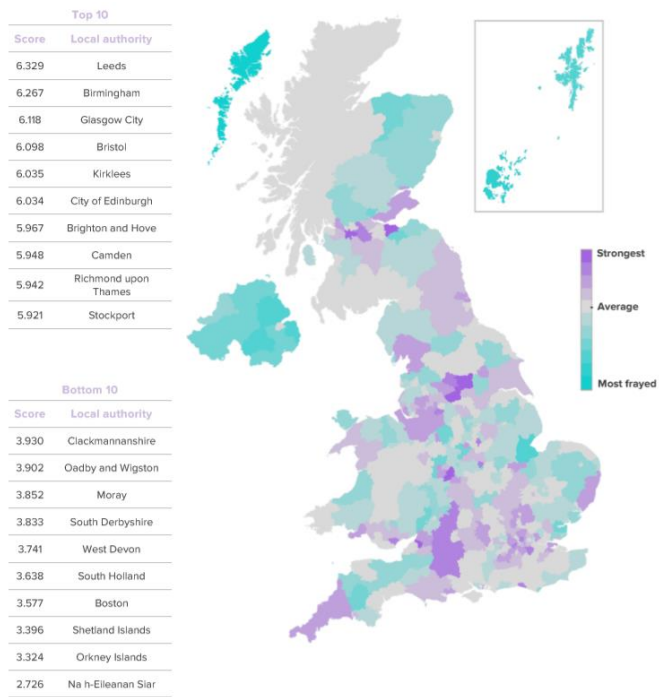 Top 10
Score Local authority
6.329 Leeds
6.267 Birmingham
6.118 Glasgow City
6.098 Bristol
6.035 Kirklees
6.034 City of Edinburgh
5.967 Brighton and Hove
5.948 Camden
5.942 Richmond upon
Thames
5.921 Stockport
Bottom 10
Score Local authority
3.930 Clackmannanshire
3.902 Oadby and Wigston
3.852 Moray
3.833 South Derbyshire
3.741 West Devon
3.638 South Holland
3.577 Boston
3.396 Shetland Islands
3.324 Orkney Islands
2.726 Na h-Eileanan Siar
Strongest
Average
Most frayed